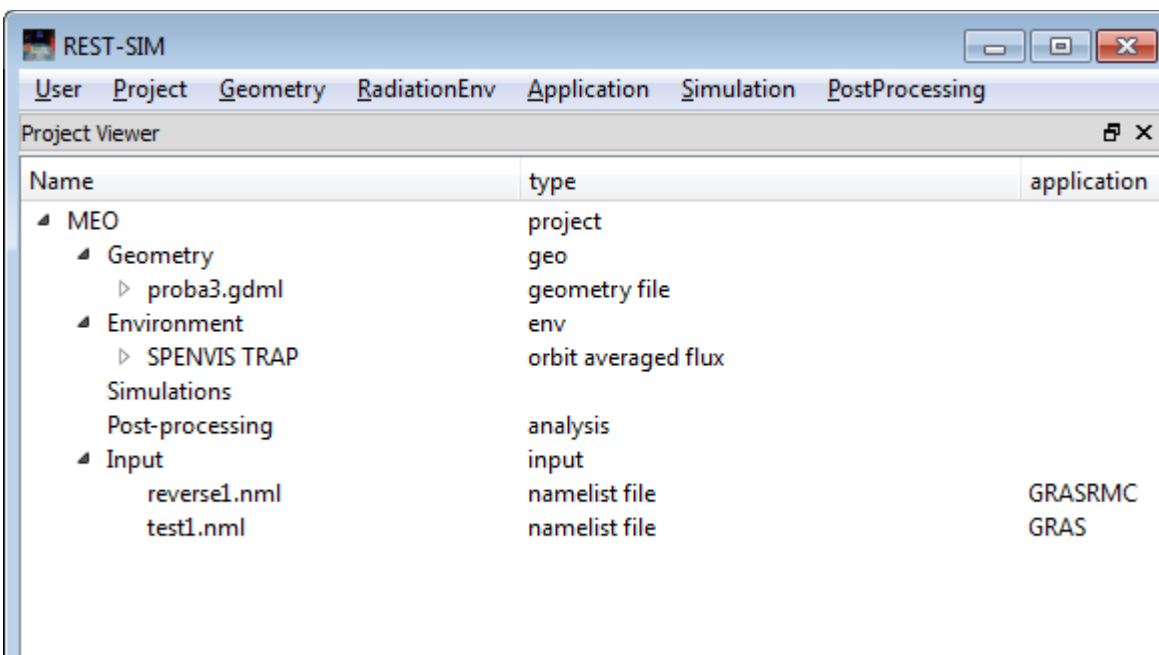 REST-SIM
User Project Geometry RadiationEnv Application Simulation PostProcessing
Project Viewer
Name type application
MEO project
Geometry geo
proba3.gdml geometry file
Environment env
SPENVIS TRAP orbit averaged flux
Simulations
Post-processing analysis
Input input
reverse1.nml namelist file GRASRMC
test1.nml namelist file GRAS